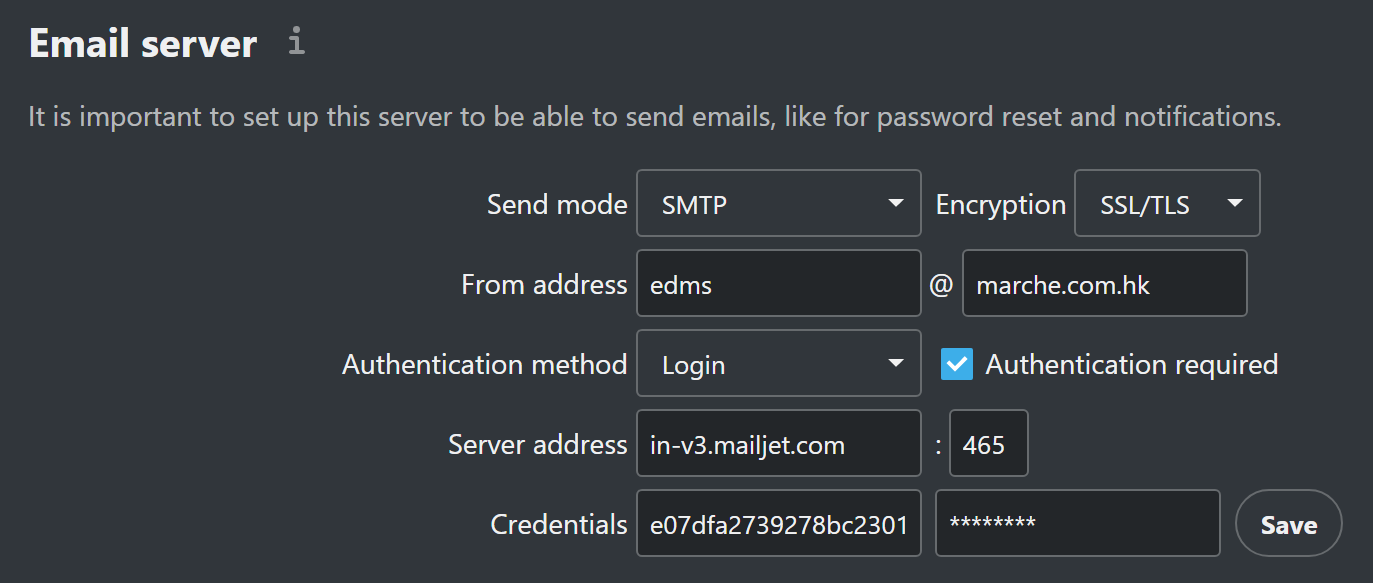 Email server i
It is important to set up this server to be able to send emails, like for password reset and notifications.
Send mode SMTP Encryption SSL/TLS
From address edms @ marche.com.hk
Authentication method Login Authentication required
Server address in-v3.mailjet.com : 465
Credentials e07dfa2739278bc2301 ******** Save